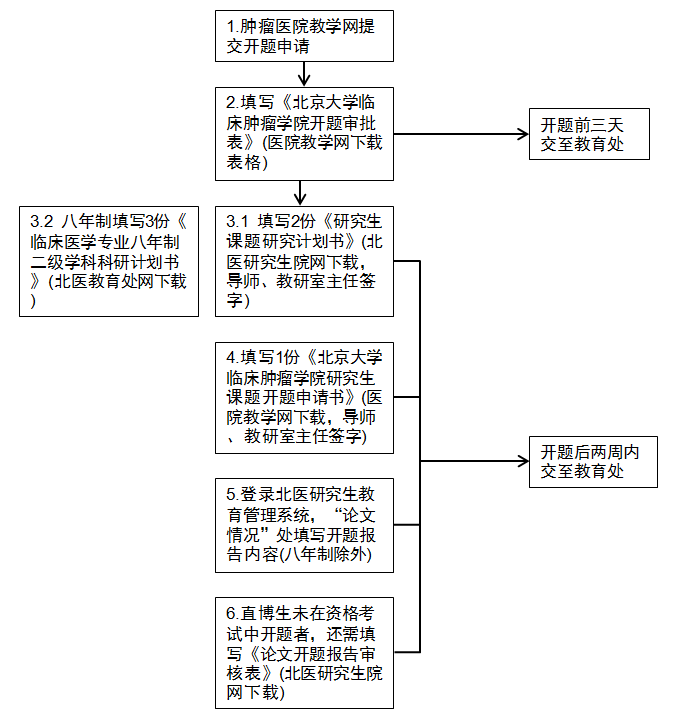 1.肿瘤医院教学网提
交开题申请
2.填写《北京大学临
床肿瘤学院开题审批
表》(医院教学网下载
表格)
开题前三天
交至教育处
3.2 八年制填写3份《
临床医学专业八年制
二级学科科研计划书
》(北医教育处网下载
)
3.1 填写2份《研究生
课题研究计划书》(北
医研究生院网下载，
导师、教研室主任签
字)
4.填写1份《北京大学
临床肿瘤学院研究生
课题开题申请书》(医
院教学网下载，导师
、教研室主任签字)
开题后两周内
交至教育处
5.登录北医研究生教
育管理系统，“论文
情况”处填写开题报
告内容(八年制除外)
6.直博生未在资格考
试中开题者，还需填
写《论文开题报告审
核表》(北医研究生院
网下载)